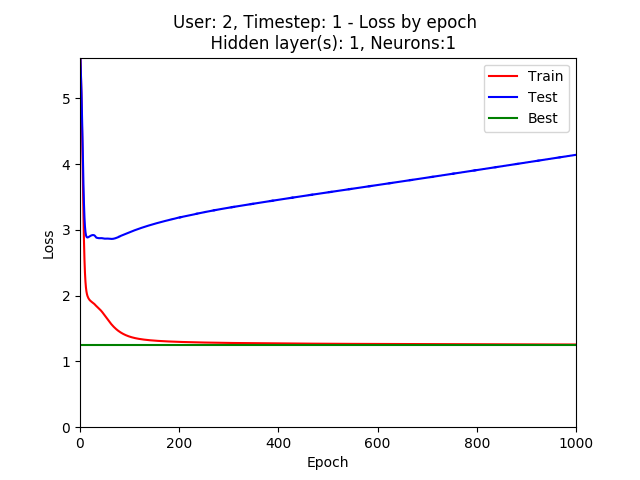 User: 2, Timestep: 1 - Loss by epoch
Hidden layer(s): 1, Neurons:1
Train
Test
Best
5
4
3
2
1
0
Loss
0
200
400
600
800
1000
Epoch